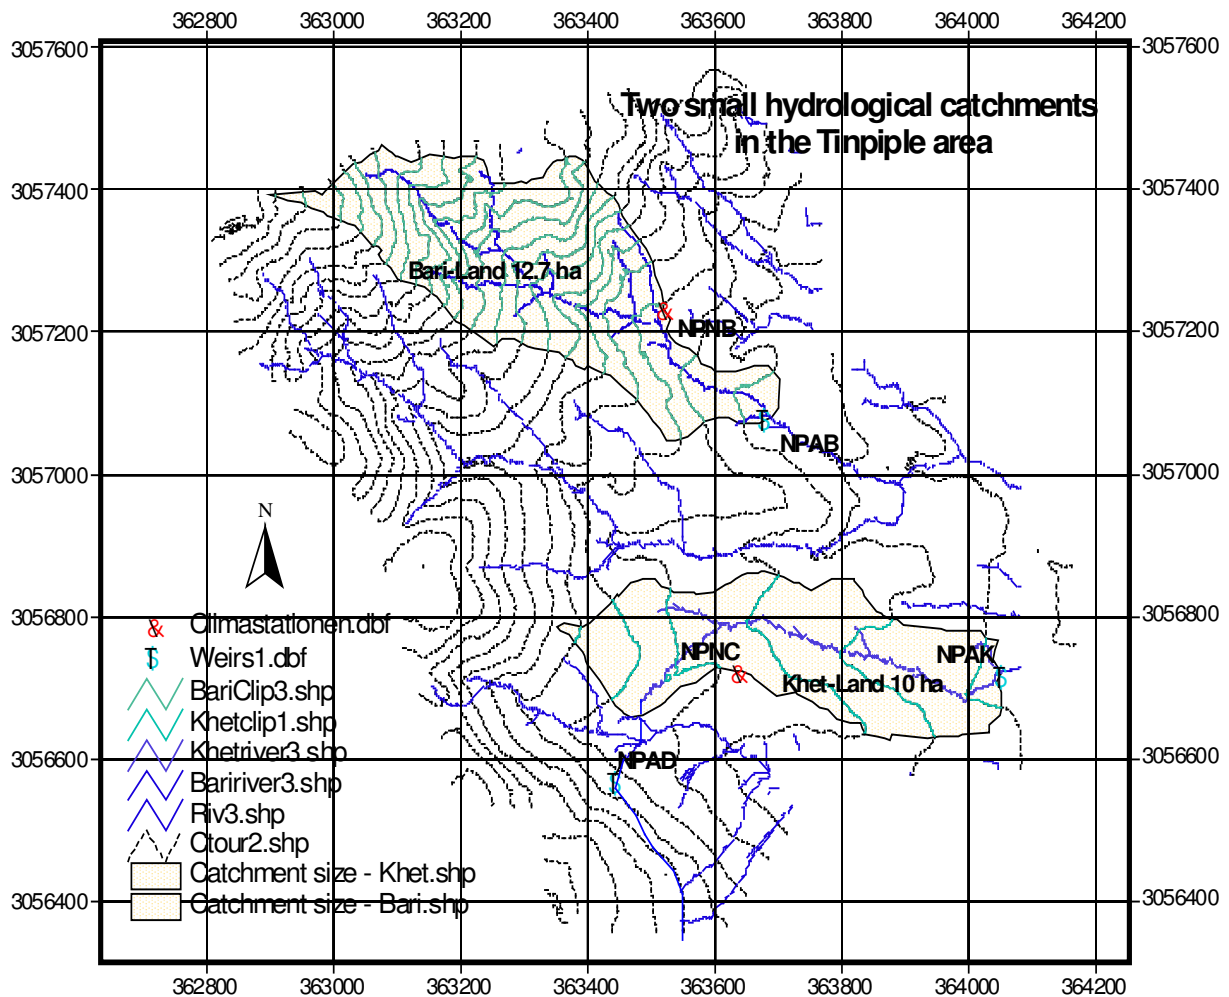 362800 363000 363200 363400 363600 363800 364000 364200
3057600 3057600
Two small hydrological catchments
in the Tinpiple area
3057400 3057400
Bari-Land 12.7 ha
NPNB
3057200 3057200
NPAB
3057000 3057000
N
3056800 3056800
Climastationen.dbf
Weirs1.dbf
BariClip3.shp
Khetclip1.shp
Khetriver3.shp
Baririver3.shp
Riv3.shp
Ctour2.shp
Catchment size - Khet.shp
Catchment size - Bari.shp
NPNC
NPAK
Khet-Land 10 ha
3056600 3056600
NPAD
3056400 3056400
362800 363000 363200 363400 363600 363800 364000 364200